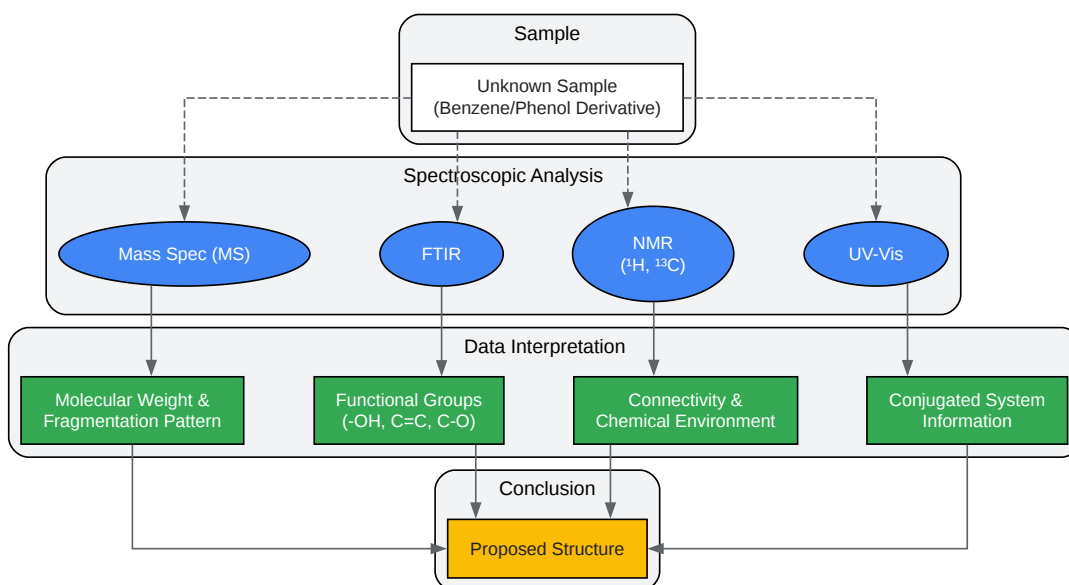 Sample
Unknown Sample
(Benzene/Phenol Derivative)
Spectroscopic Analysis
Mass Spec (MS)
FTIR
NMR
(¹H, ¹³C)
UV-Vis
Data Interpretation
Molecular Weight &
Fragmentation Pattern
Functional Groups
(-OH, C=C, C-O)
Connectivity &
Chemical Environment
Conjugated System
Information
Conclusion
Proposed Structure